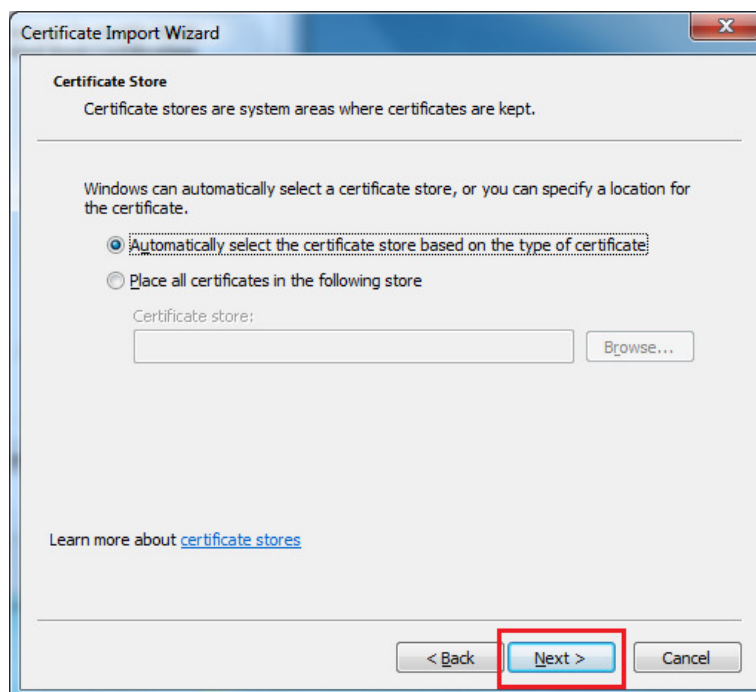 Certificate Import Wizard
Certificate Store
Certificate stores are system areas where certificates are kept.
Windows can automatically select a certificate store, or you can specify a location for
the certificate.
Automatically select the certificate store based on the type of certificate
Place all certificates in the following store
Certificate store:
Browse...
Learn more about certificate stores
< Back Next > Cancel